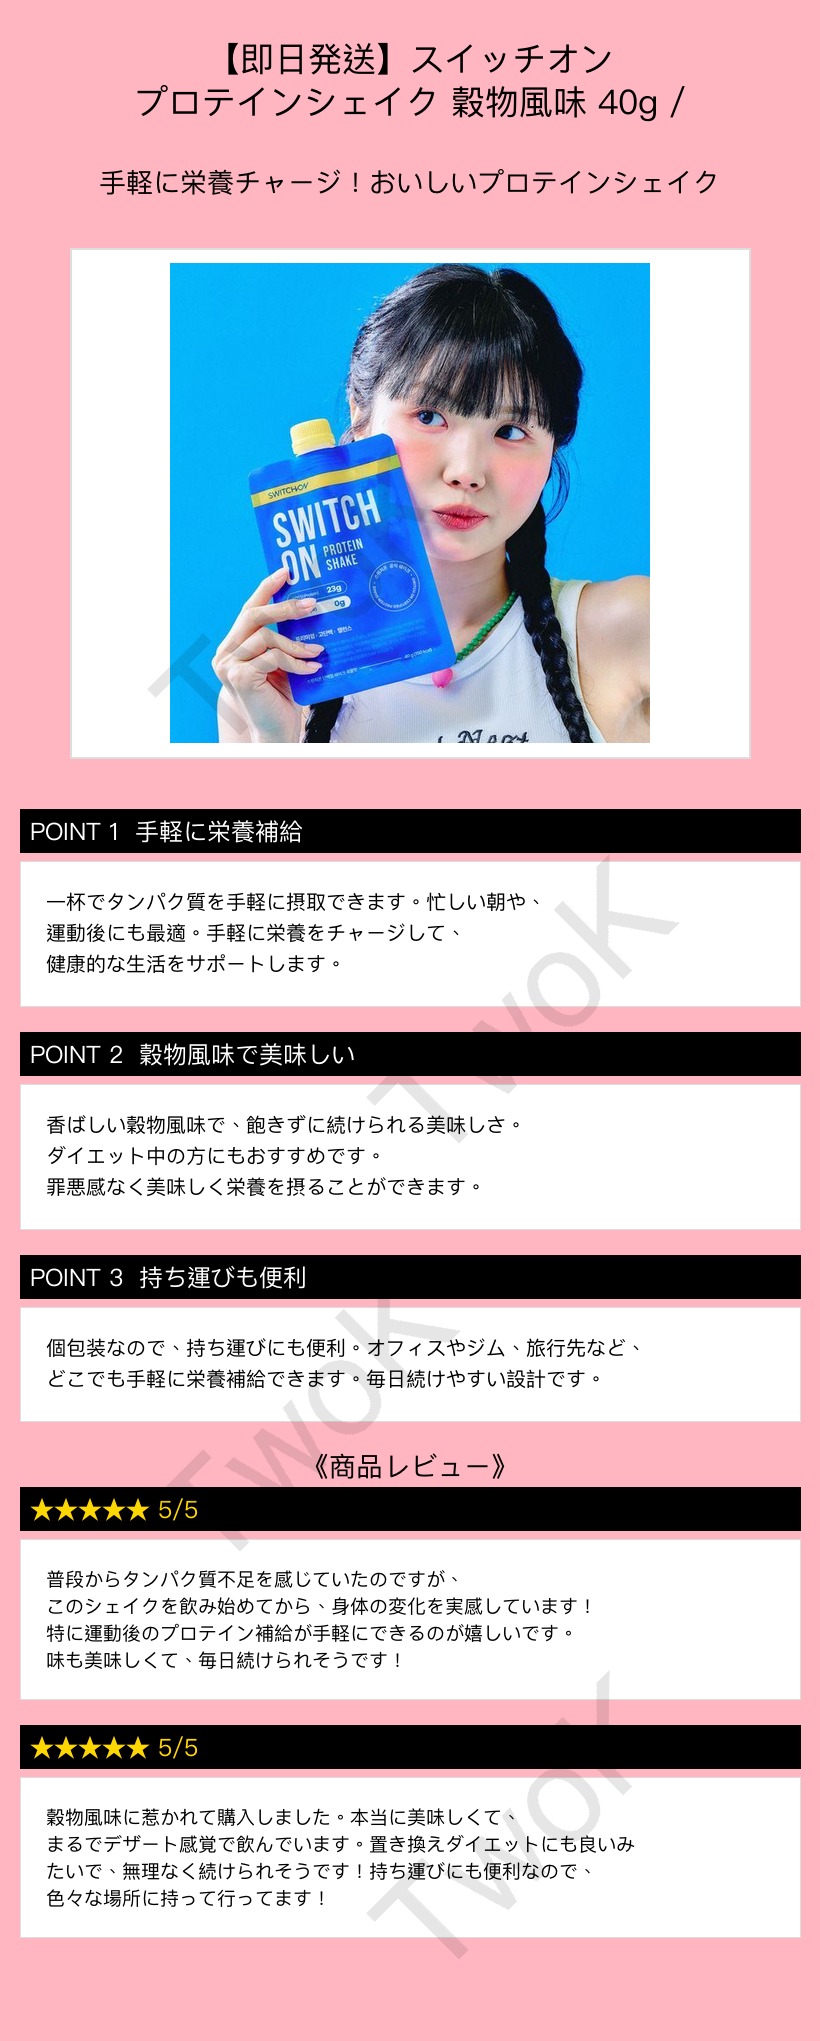 【即日発送】スイッチオン
プロテインシェイク 穀物風味 40g /
手軽に栄養チャージ！おいしいプロテインシェイク
SWITCHON
SWITCH
ON PROTEIN
SHAKE
23g
0g
프리미엄 · 고단백 · 밸런스
TwoK
POINT 1 手軽に栄養補給
一杯でタンパク質を手軽に摂取できます。忙しい朝や、
運動後にも最適。手軽に栄養をチャージして、
健康的な生活をサポートします。
TwoK
POINT 2 穀物風味で美味しい
香ばしい穀物風味で、飽きずに続けられる美味しさ。
ダイエット中の方にもおすすめです。
罪悪感なく美味しく栄養を摂ることができます。
POINT 3 持ち運びも便利
個包装なので、持ち運びにも便利。オフィスやジム、旅行先など、
どこでも手軽に栄養補給できます。毎日続けやすい設計です。
TwoK
《商品レビュー》
★★★★★ 5/5
普段からタンパク質不足を感じていたのですが、
このシェイクを飲み始めてから、身体の変化を実感しています！
特に運動後のプロテイン補給が手軽にできるのが嬉しいです。
味も美味しくて、毎日続けられそうです！
★★★★★ 5/5
穀物風味に惹かれて購入しました。本当に美味しくて、
まるでデザート感覚で飲んでいます。置き換えダイエットにも良いみ
たいで、無理なく続けられそうです！持ち運びにも便利なので、
色々な場所に持って行ってます！
TwoK